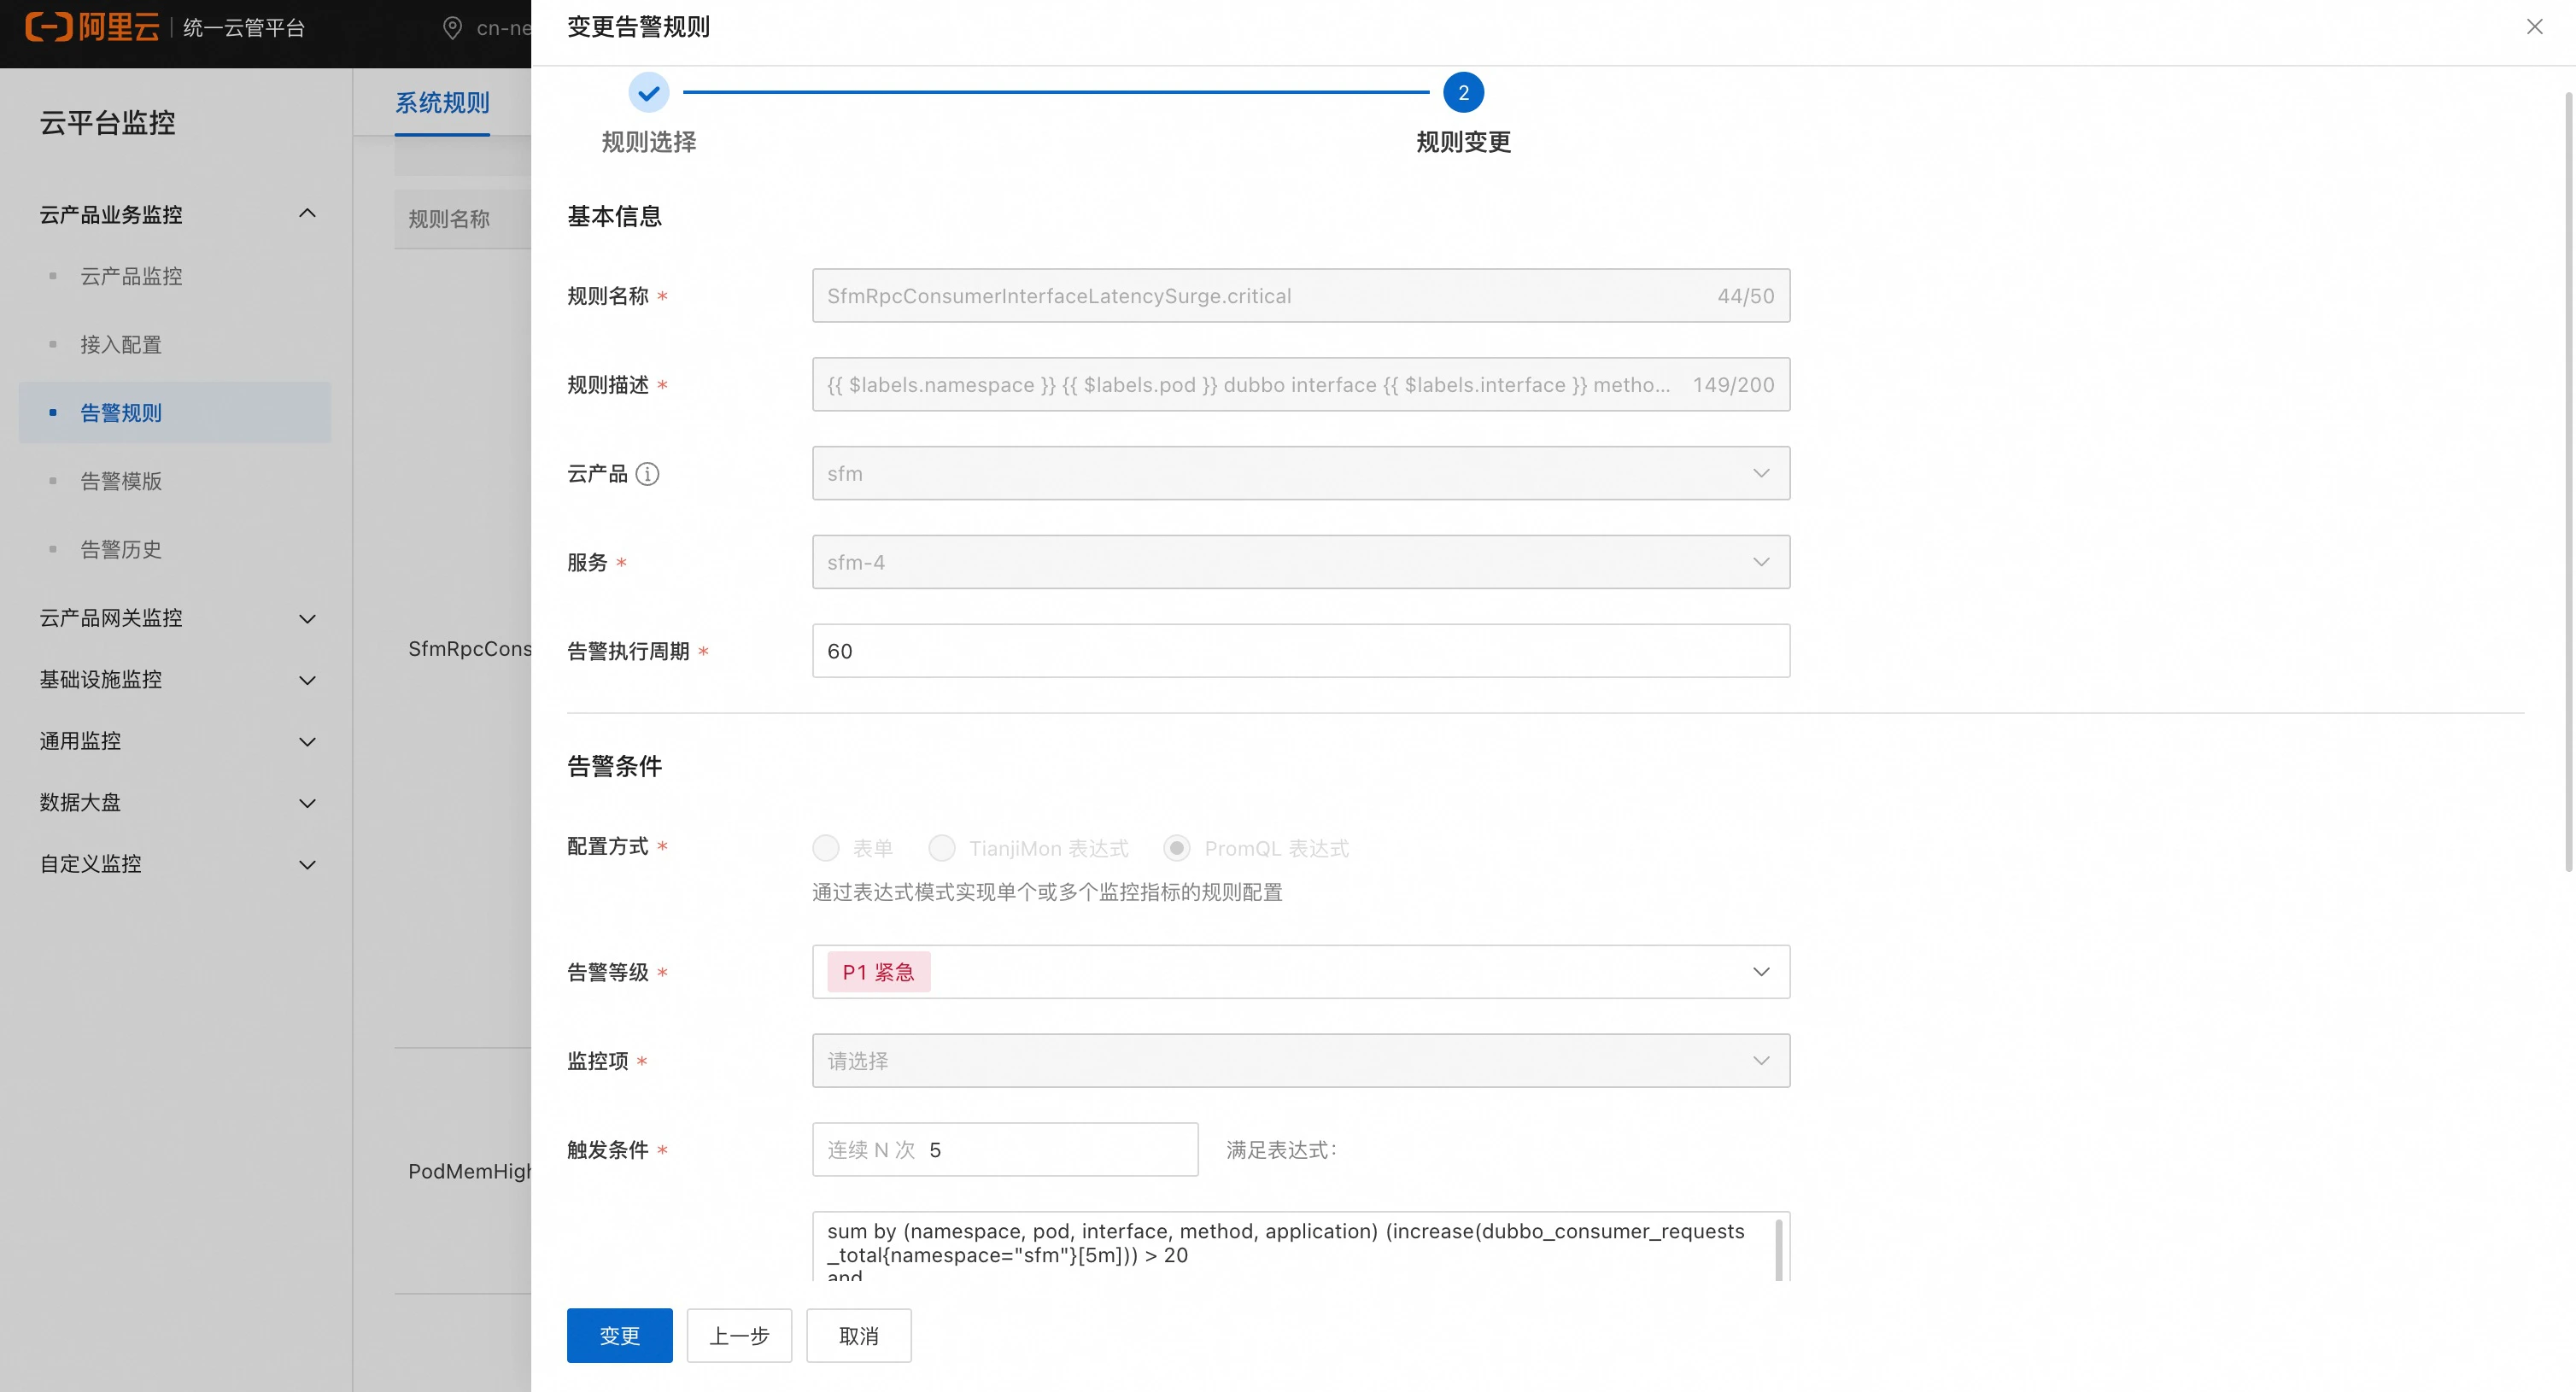 阿里云 统一云管平台
cn-ne
云平台监控
云产品业务监控
云产品监控
接入配置
告警规则
告警模版
告警历史
云产品网关监控
基础设施监控
通用监控
数据大盘
自定义监控
系统规则
规则名称
SfmRpcCons
PodMemHigh
变更告警规则
规则选择
2
规则变更
基本信息
规则名称 *
SfmRpcConsumerInterfaceLatencySurge.critical 44/50
规则描述 *
{{ $labels.namespace }} {{ $labels.pod }} dubbo interface {{ $labels.interface }} metho... 149/200
云产品
sfm
服务 *
sfm-4
告警执行周期 *
60
告警条件
配置方式 *
表单 TianjiMon 表达式 PromQL 表达式
通过表达式模式实现单个或多个监控指标的规则配置
告警等级 *
P1 紧急
监控项 *
请选择
触发条件 *
连续 N 次 5 满足表达式:
sum by (namespace, pod, interface, method, application) (increase(dubbo_consumer_requests
_total{namespace="sfm"}[5m])) > 20
and
变更 上一步 取消